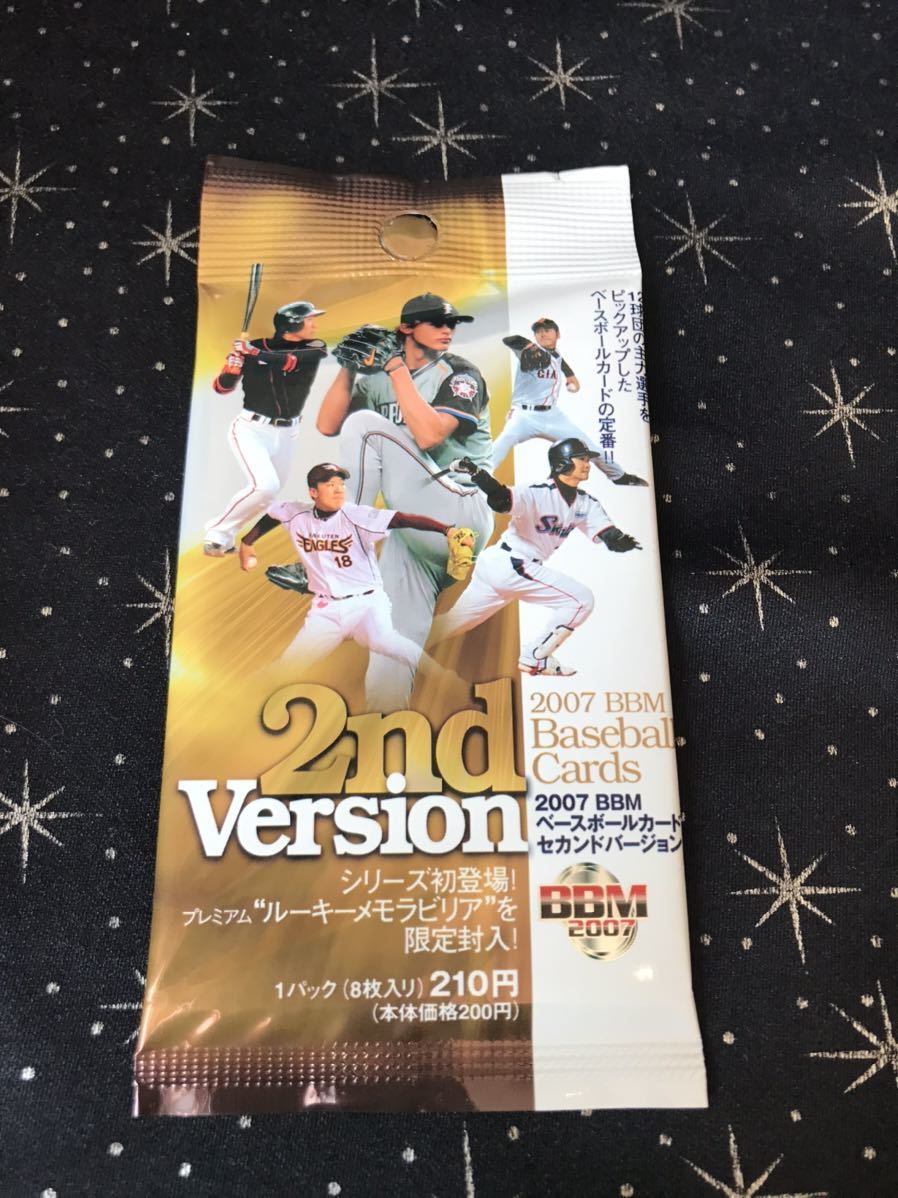 12球団の主力選手を
ピックアップした
ベースボールカードの定番!!
EAGLES
18
2nd
Version
シリーズ初登場!
プレミアム“ルーキーメモラビリア”を
限定封入!
1パック(8枚入り)210円
(本体価格200円)
2007 BBM
Baseball
Cards
2007 BBM
ベースボールカード
セカンドバージョン
BBM
2007